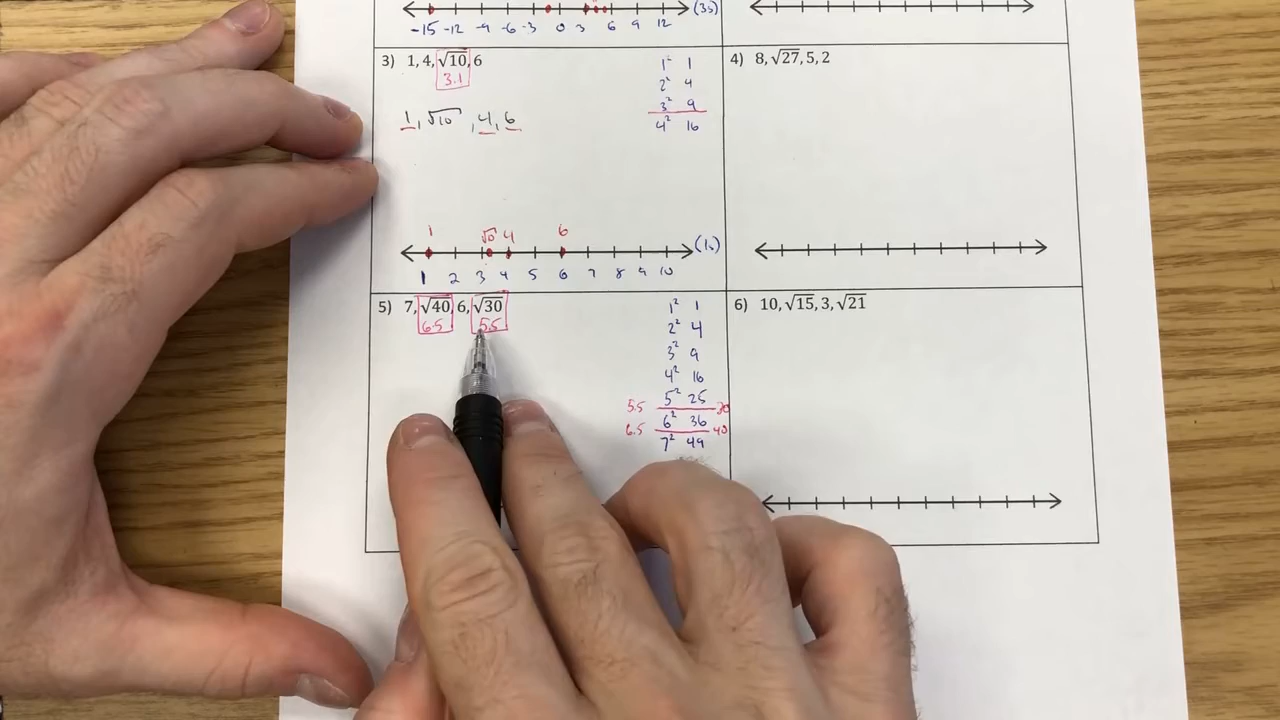 -15 -12 -9 -6 -3 0 3 6 9 12 (3s)
3) 1, 4, √10, 6
3.1
1, √10, 4, 6
1² 1
2² 4
3² 9
4² 16
1 √10 4 6
(1s)
1 2 3 4 5 6 7 8 9 10
4) 8, √27, 5, 2
5) 7, √40, 6, √30
6.5 5.5
1² 1
2² 4
3² 9
4² 16
5² 25
5.5 30
6² 36
6.5 40
7² 49
6) 10, √15, 3, √21